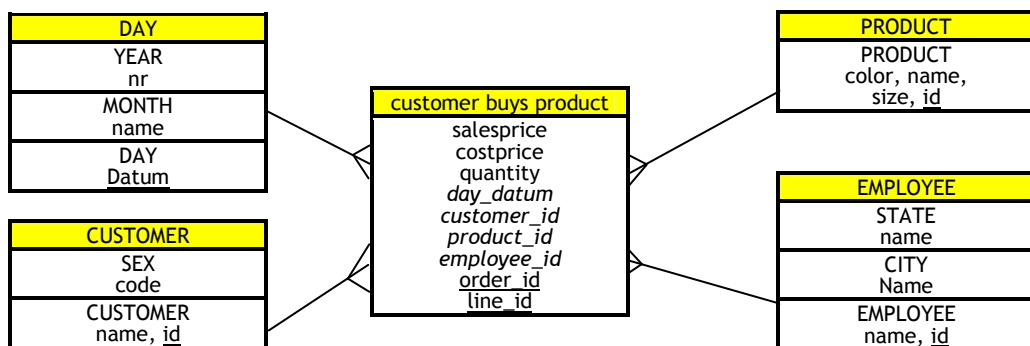 DAY
YEAR
nr
MONTH
name
DAY
Datum
CUSTOMER
SEX
code
CUSTOMER
name, id
customer buys product
salesprice
costprice
quantity
day_datum
customer_id
product_id
employee_id
order_id
line_id
PRODUCT
PRODUCT
color, name,
size, id
EMPLOYEE
STATE
name
CITY
Name
EMPLOYEE
name, id